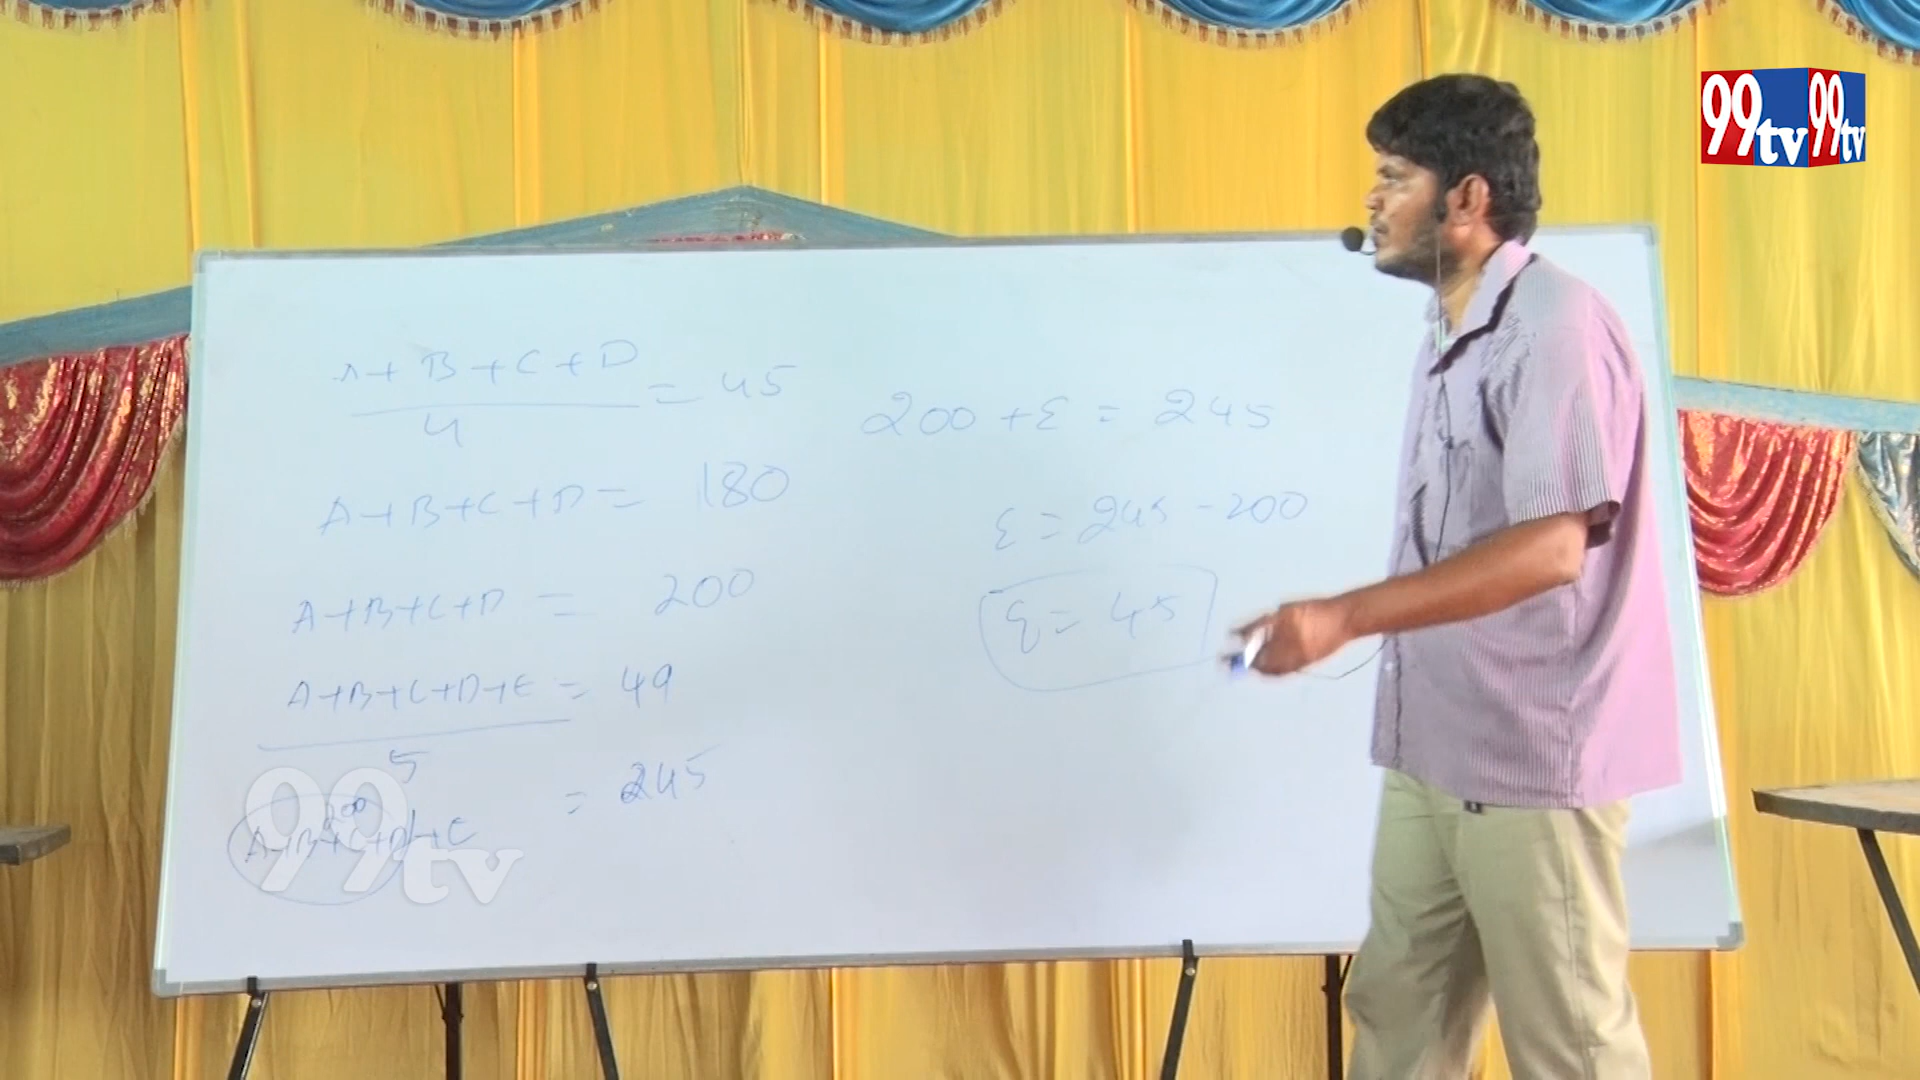 99tv 99tv
A+B+C+D
4
= 45
A+B+C+D = 180
A+B+C+D = 200
A+B+C+D+E = 49
5
200
A+B+C+D+E = 245
200 + E = 245
E = 245 - 200
E = 45
99tv